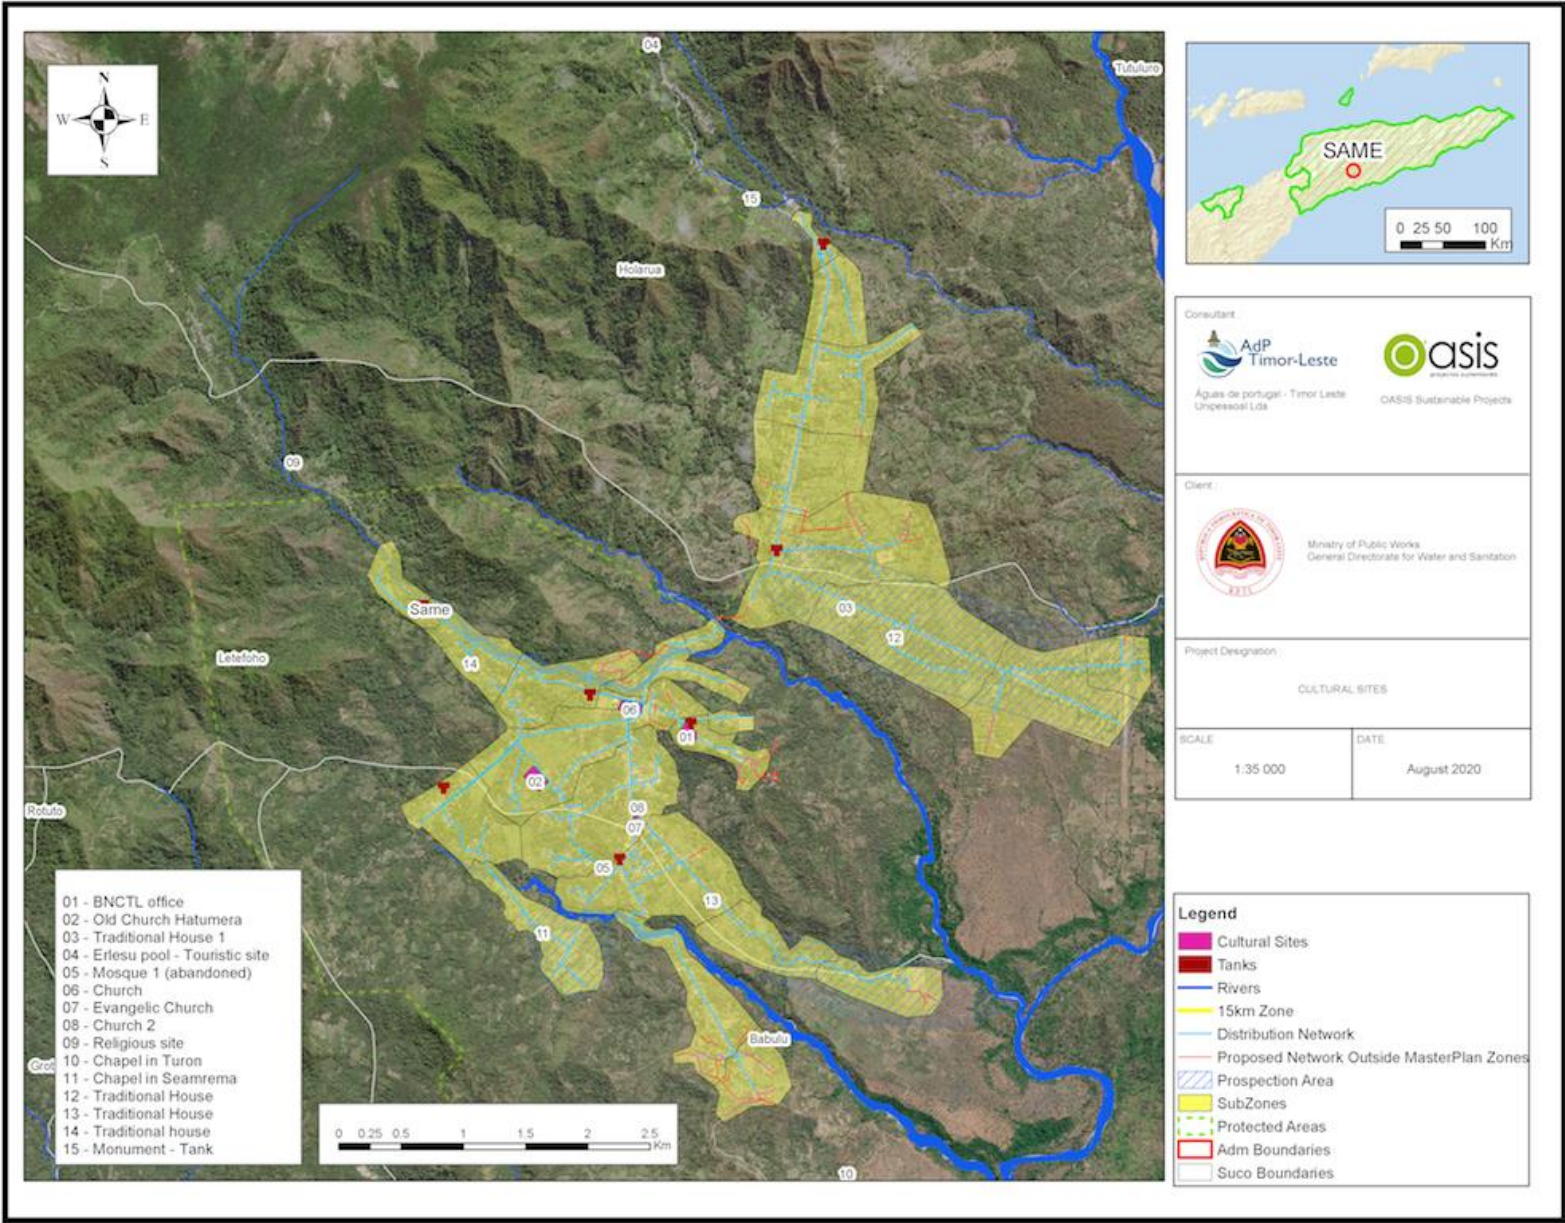 N
W E
S
04
Tutuluro
15
Holarua
09
03
12
Same
14
Letefoho
06
01
02
Rotuto
08
07
05
13
11
Babulu
10
01 - BNCTL office
02 - Old Church Hatumera
03 - Traditional House 1
04 - Erlesu pool - Touristic site
05 - Mosque 1 (abandoned)
06 - Church
07 - Evangelic Church
08 - Church 2
09 - Religious site
10 - Chapel in Turon
11 - Chapel in Seamrema
12 - Traditional House
13 - Traditional House
14 - Traditional house
15 - Monument - Tank
0 0.25 0.5 1 1.5 2 2.5
Km
SAME
0 25 50 100
Km
Consultant
AdP
Timor-Leste
Águas de portugal - Timor Leste
Unipessoal Lda
Oasis
OASIS Sustainable Projects
Client :
Ministry of Public Works
General Directorate for Water and Sanitation
RDTL
Project Designation
CULTURAL SITES
SCALE
1:35 000
DATE
August 2020
Legend
Cultural Sites
Tanks
Rivers
15km Zone
Distribution Network
Proposed Network Outside MasterPlan Zones
Prospection Area
SubZones
Protected Areas
Adm Boundaries
Suco Boundaries